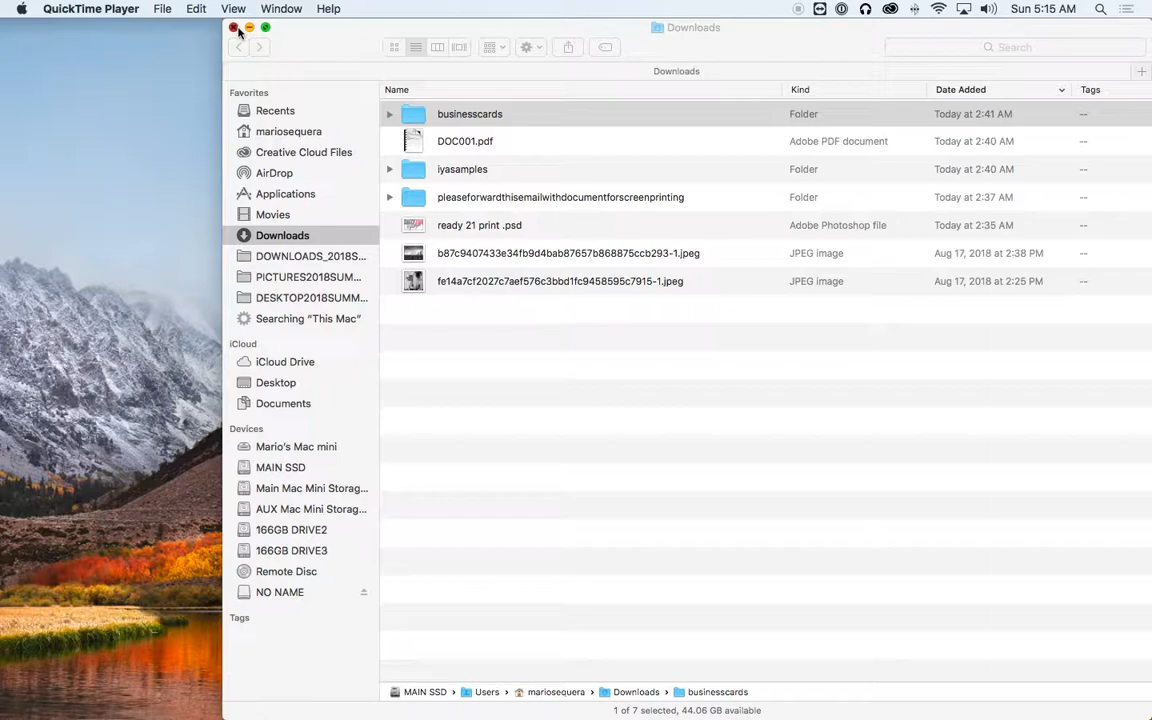 QuickTime Player File Edit View Window Help Sun 5:15 AM
Downloads
Search
Downloads
Favorites
Recents
mariosequera
Creative Cloud Files
AirDrop
Applications
Movies
Downloads
DOWNLOADS_2018S...
PICTURES2018SUM...
DESKTOP2018SUMM...
Searching “This Mac”
iCloud
iCloud Drive
Desktop
Documents
Devices
Mario’s Mac mini
MAIN SSD
Main Mac Mini Storag...
AUX Mac Mini Storag...
166GB DRIVE2
166GB DRIVE3
Remote Disc
NO NAME
Tags
Name Kind Date Added Tags
businesscards Folder Today at 2:41 AM --
DOC001.pdf Adobe PDF document Today at 2:40 AM --
iyasamples Folder Today at 2:40 AM --
pleaseforwardthisemailwithdocumentforscreenprinting Folder Today at 2:37 AM --
ready 21 print .psd Adobe Photoshop file Today at 2:35 AM --
b87c9407433e34fb9d4bab87657b868875ccb293-1.jpeg JPEG image Aug 17, 2018 at 2:38 PM --
fe14a7cf2027c7aef576c3bbd1fc9458595c7915-1.jpeg JPEG image Aug 17, 2018 at 2:25 PM --
MAIN SSD › Users › mariosequera › Downloads › businesscards
1 of 7 selected, 44.06 GB available